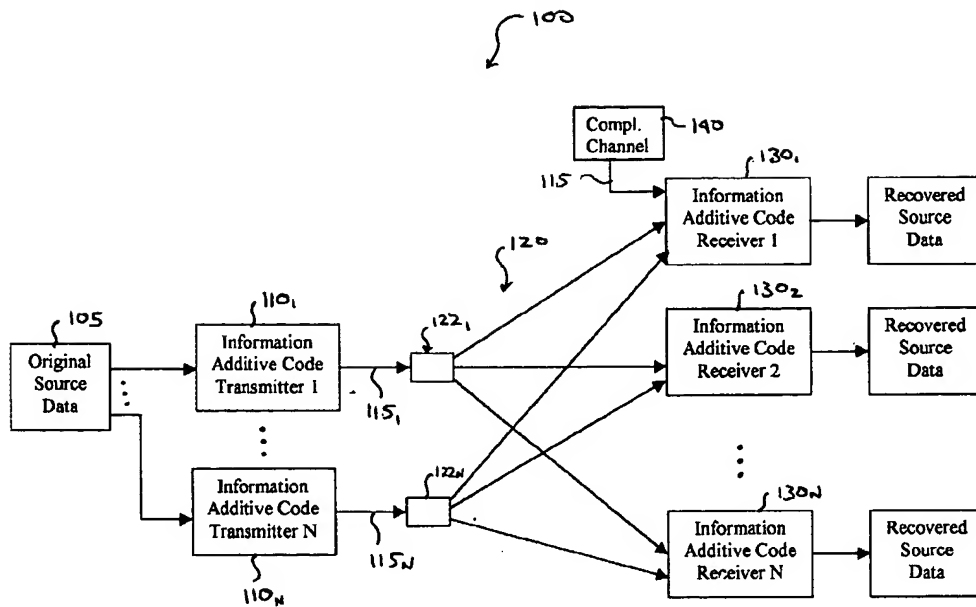 100
Compl.
Channel
140
115
130₁
Information
Additive Code
Receiver 1
Recovered
Source
Data
120
105
Original
Source
Data
110₁
Information
Additive Code
Transmitter 1
115₁
122₁
130₂
Information
Additive Code
Receiver 2
Recovered
Source
Data
Information
Additive Code
Transmitter N
110N
115N
122N
130N
Information
Additive Code
Receiver N
Recovered
Source
Data